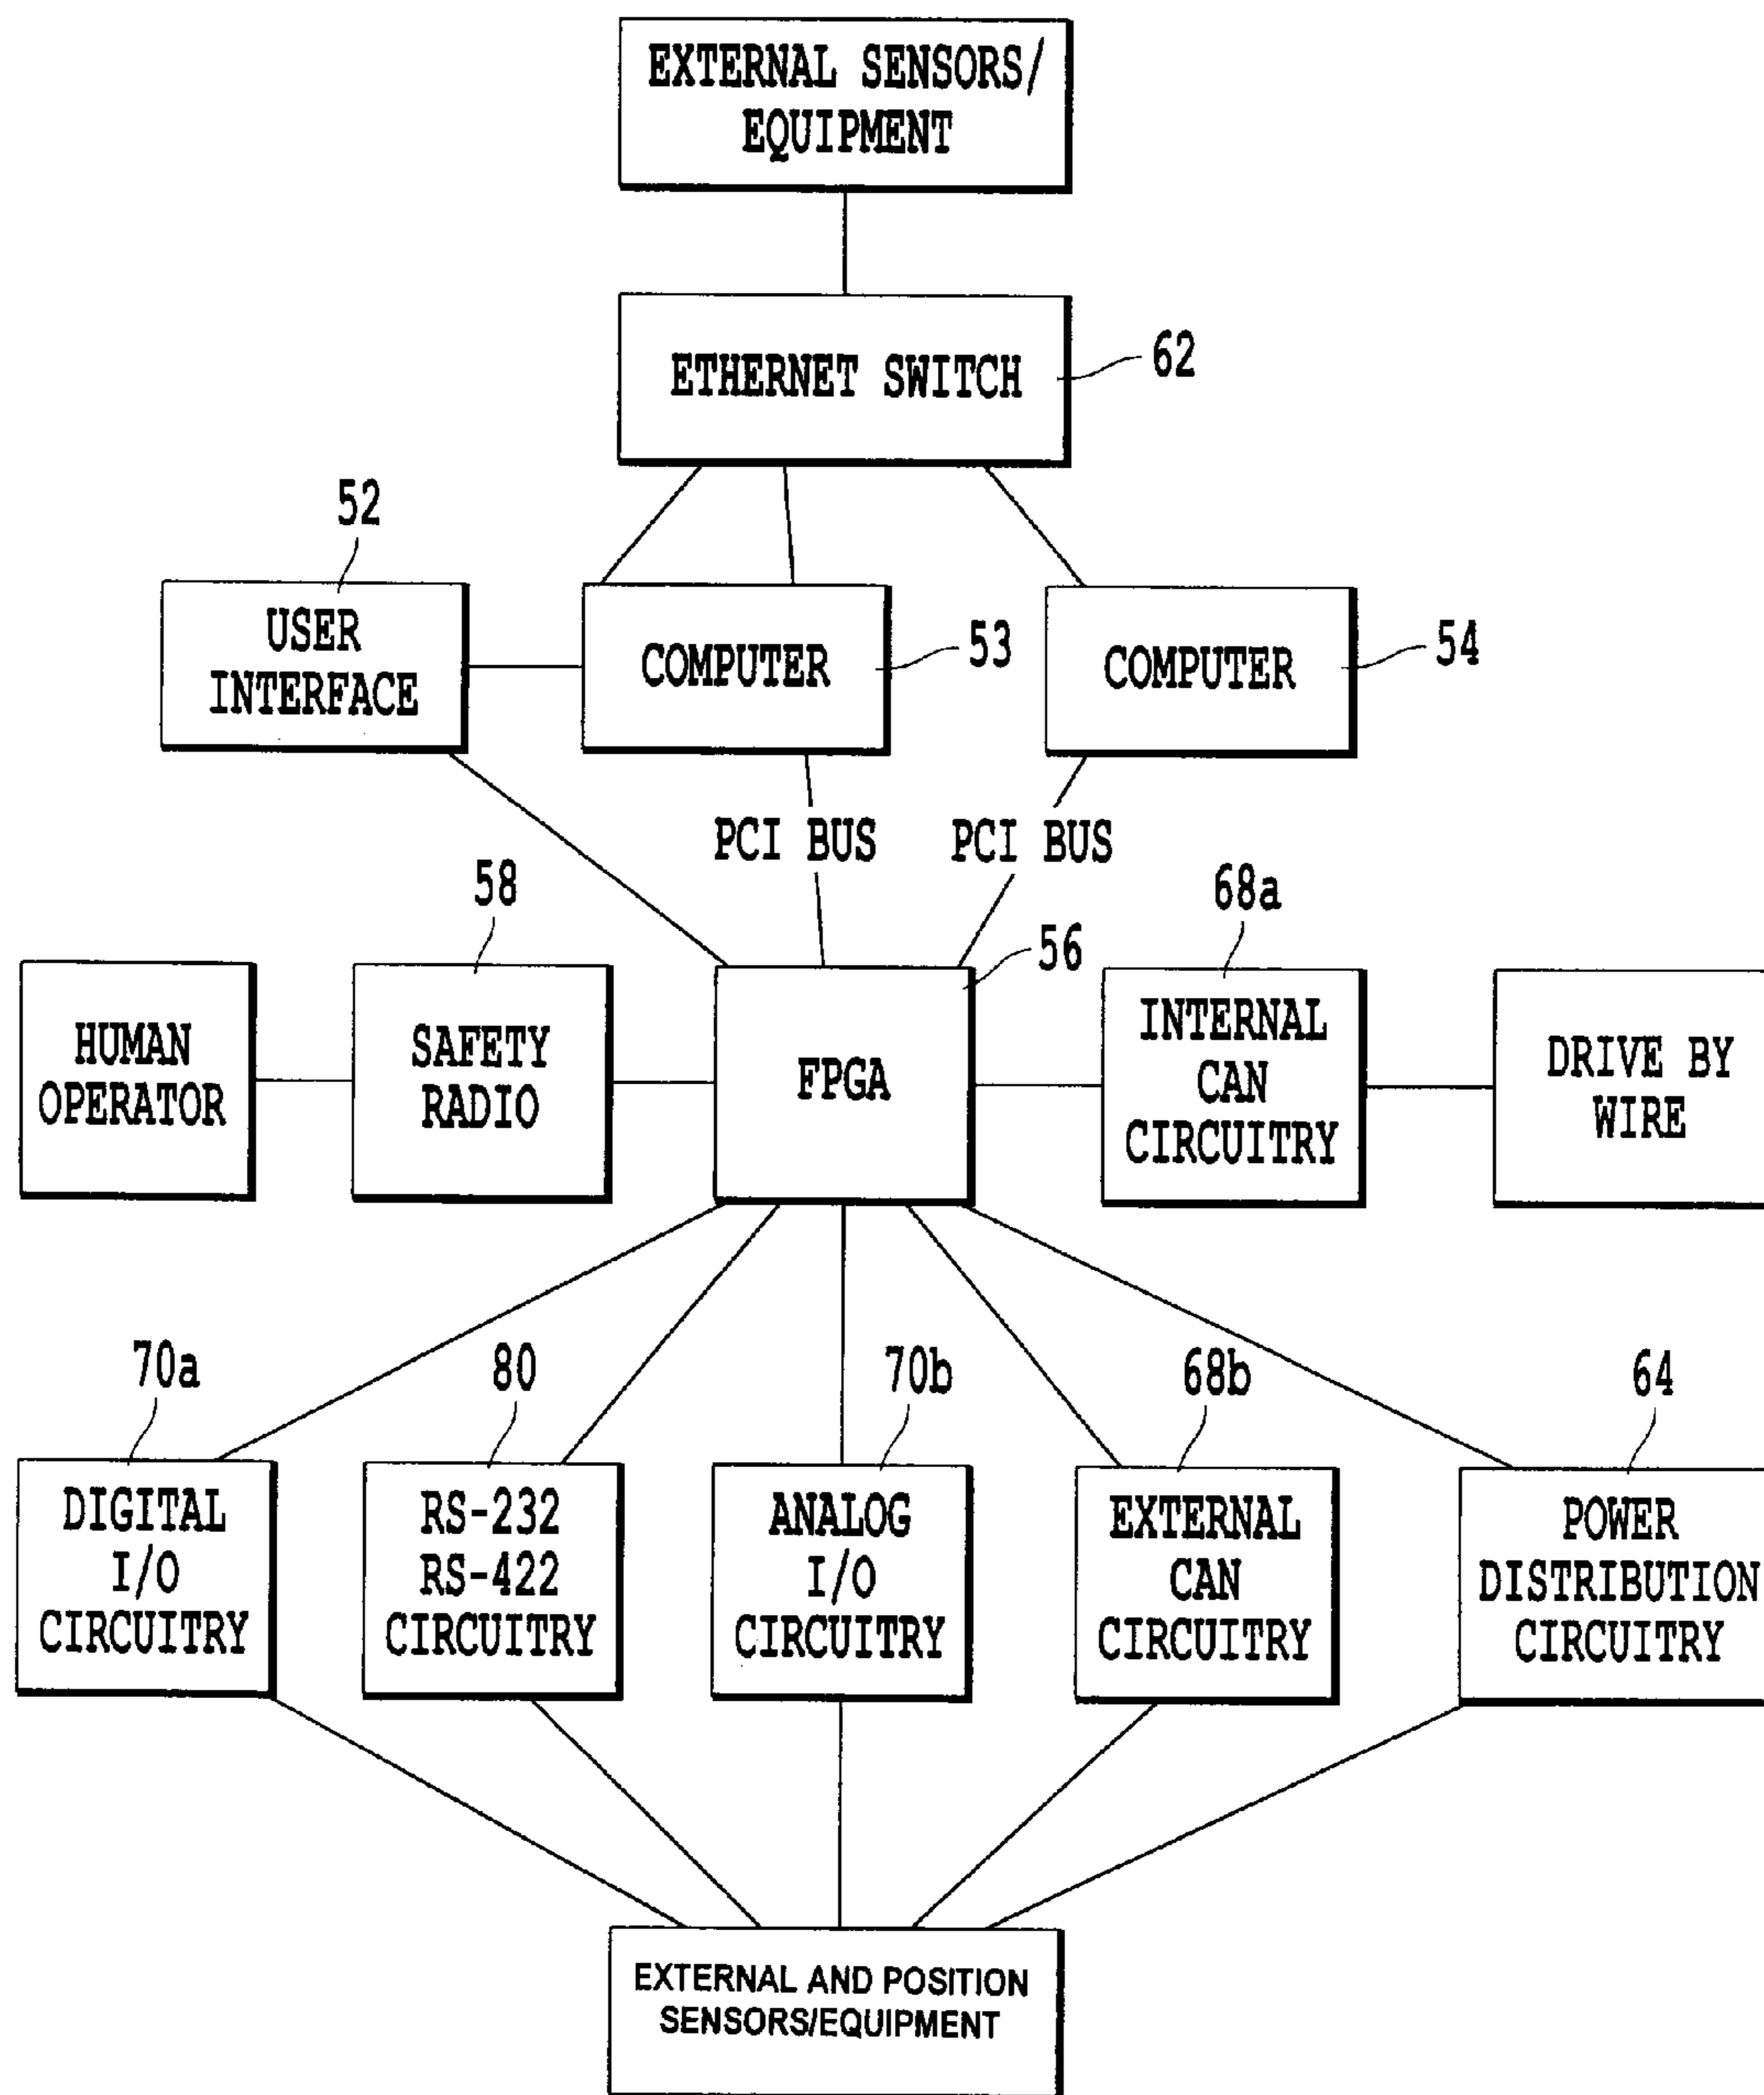 EXTERNAL SENSORS/
EQUIPMENT
ETHERNET SWITCH
62
52
USER
INTERFACE
COMPUTER
53
COMPUTER
54
PCI BUS
PCI BUS
58
56
68a
HUMAN
OPERATOR
SAFETY
RADIO
FPGA
INTERNAL
CAN
CIRCUITRY
DRIVE BY
WIRE
70a
80
70b
68b
64
DIGITAL
I/O
CIRCUITRY
RS-232
RS-422
CIRCUITRY
ANALOG
I/O
CIRCUITRY
EXTERNAL
CAN
CIRCUITRY
POWER
DISTRIBUTION
CIRCUITRY
EXTERNAL AND POSITION
SENSORS/EQUIPMENT